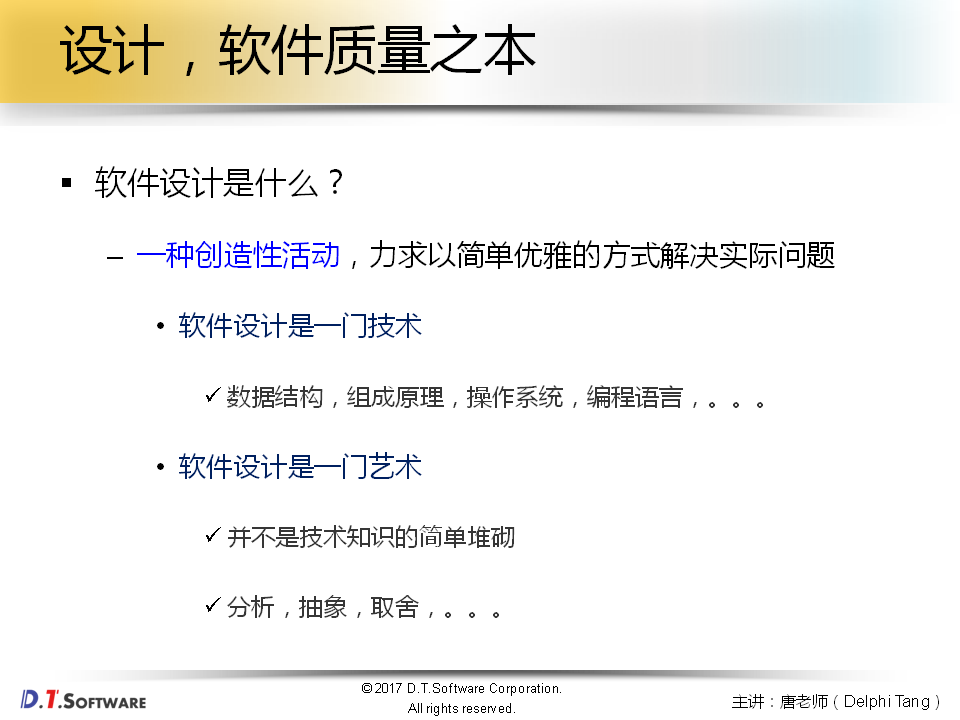 设计，软件质量之本
▪ 软件设计是什么？
– 一种创造性活动，力求以简单优雅的方式解决实际问题
• 软件设计是一门技术
✓ 数据结构，组成原理，操作系统，编程语言，。。。
• 软件设计是一门艺术
✓ 并不是技术知识的简单堆砌
✓ 分析，抽象，取舍，。。。
D.T.SOFTWARE
©2017 D.T.Software Corporation.
All rights reserved.
主讲：唐老师（Delphi Tang）